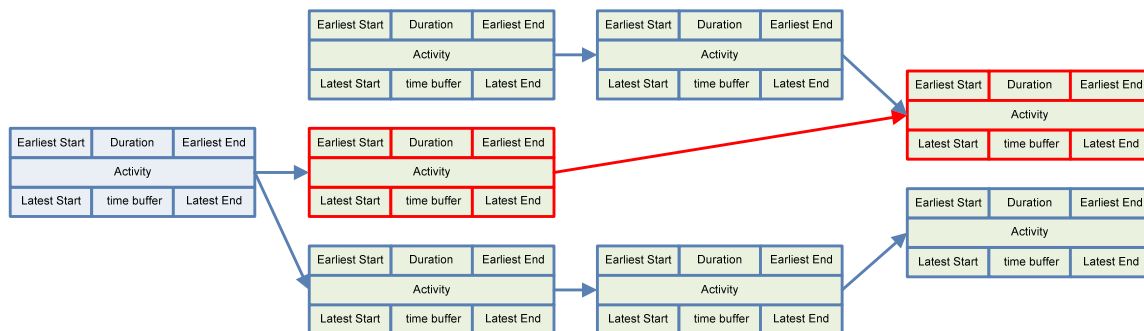 Earliest Start Duration Earliest End
Activity
Latest Start time buffer Latest End
Earliest Start Duration Earliest End
Activity
Latest Start time buffer Latest End
Earliest Start Duration Earliest End
Activity
Latest Start time buffer Latest End
Earliest Start Duration Earliest End
Activity
Latest Start time buffer Latest End
Earliest Start Duration Earliest End
Activity
Latest Start time buffer Latest End
Earliest Start Duration Earliest End
Activity
Latest Start time buffer Latest End
Earliest Start Duration Earliest End
Activity
Latest Start time buffer Latest End
Earliest Start Duration Earliest End
Activity
Latest Start time buffer Latest End